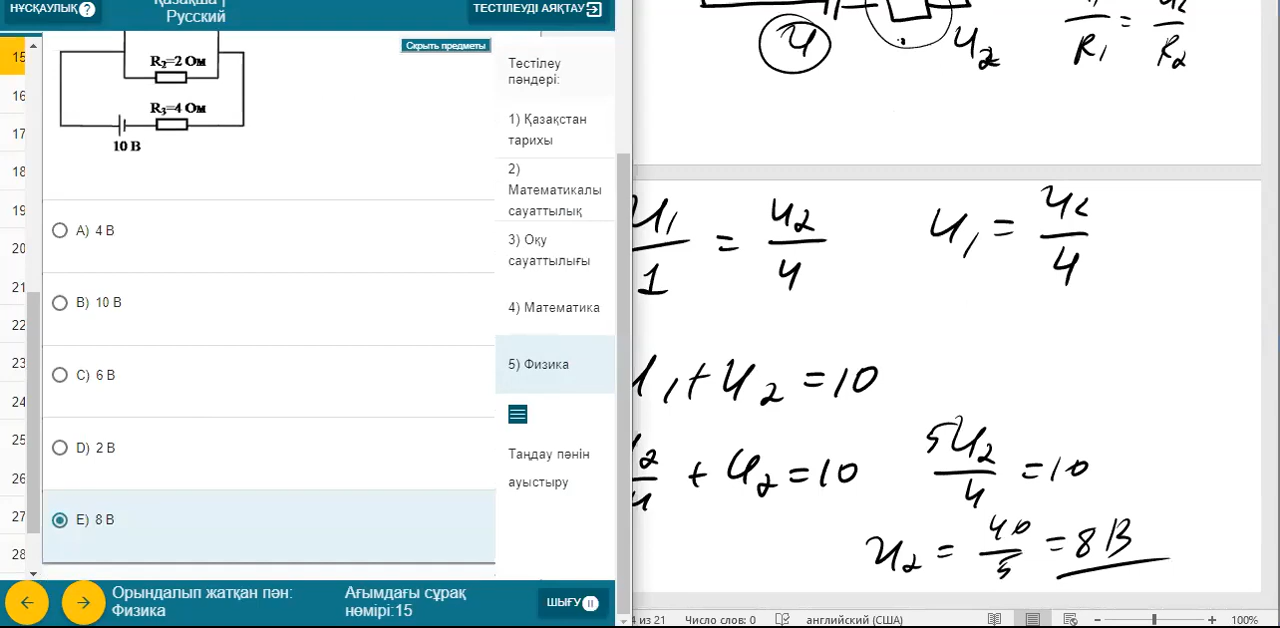 НҰСҚАУЛЫҚ ?
Қазақша |
Русский
ТЕСТІЛЕУДІ АЯҚТАУ
Скрыть предметы
15
16
17
18
19
20
21
22
23
24
25
26
27
28
R₂=2 Ом
R₃=4 Ом
10 В
A) 4 В
B) 10 В
C) 6 В
D) 2 В
E) 8 В
Тестілеу
пәндері:
1) Қазақстан
тарихы
2)
Математикалы
сауаттылық
3) Оқу
сауаттылығы
4) Математика
5) Физика
Таңдау пәнін
ауыстыру
Орындалып жатқан пән:
Физика
Ағымдағы сұрақ
нөмірі:15
ШЫҒУ
4
U₂
R₁ = R₂
U₁/1 = U₂/4
U₁ = U₂/4
U₁ + U₂ = 10
+ U₂ = 10
5U₂/4 = 10
U₂ = 40/5 = 8 В
из 21
Число слов: 0
английский (США)
100%